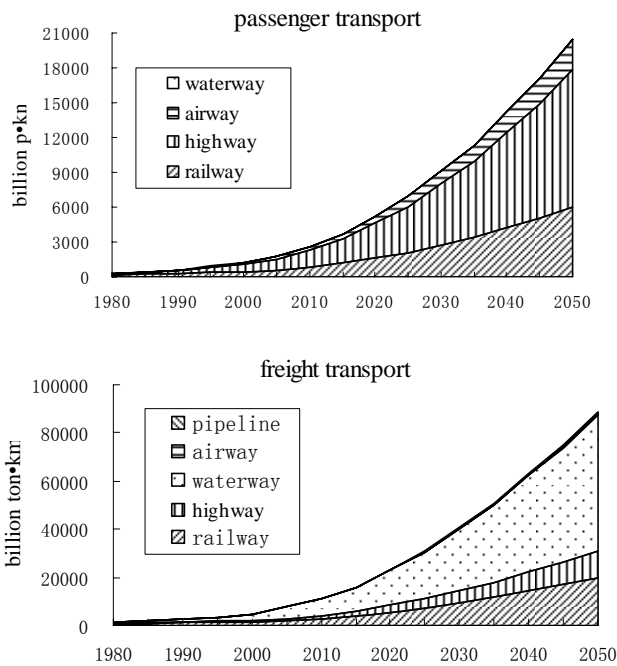 passenger transport
21000
18000
15000
12000
9000
6000
3000
0
billion p•kn
waterway
airway
highway
railway
1980 1990 2000 2010 2020 2030 2040 2050
freight transport
100000
80000
60000
40000
20000
0
billion ton•km
pipeline
airway
waterway
highway
railway
1980 1990 2000 2010 2020 2030 2040 2050